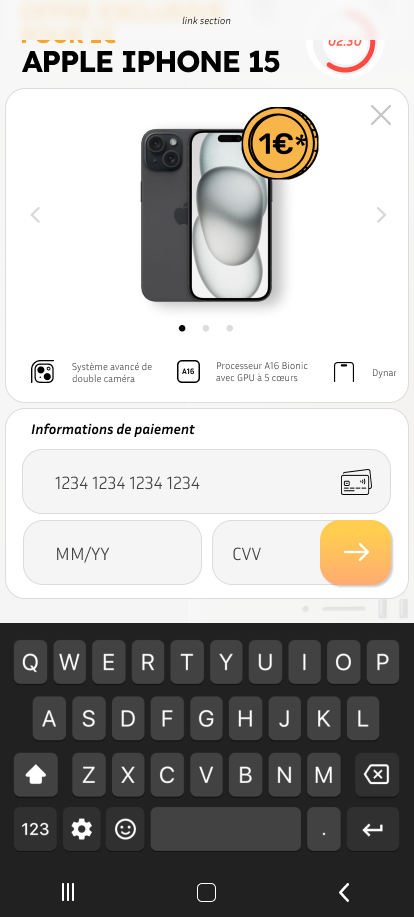 link section
02:30
APPLE IPHONE 15
1€*
Système avancé de
double caméra
A16
Processeur A16 Bionic
avec GPU à 5 cœurs
Dynar
Informations de paiement
1234 1234 1234 1234
MM/YY
CVV
Q W E R T Y U I O P
A S D F G H J K L
Z X C V B N M
123
.